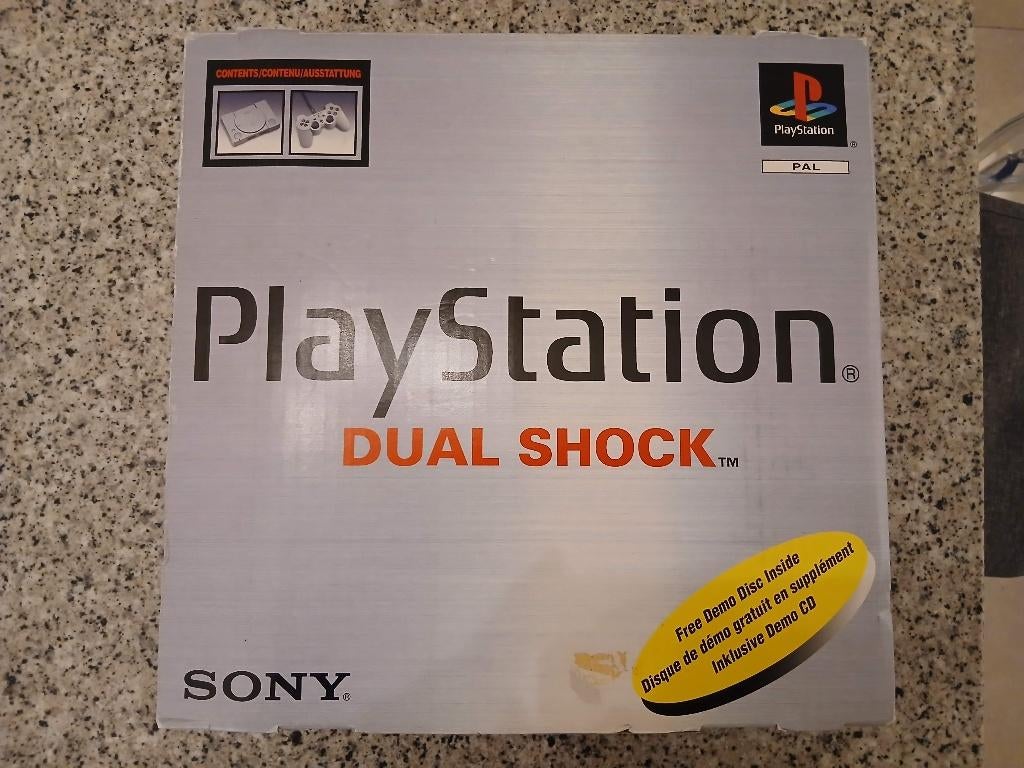 CONTENTS/CONTENU/AUSSTATTUNG
PlayStation
®
PAL
PlayStation®
DUAL SHOCK™
Free Demo Disc Inside
Disque de démo gratuit en supplément
Inklusive Demo CD
SONY®